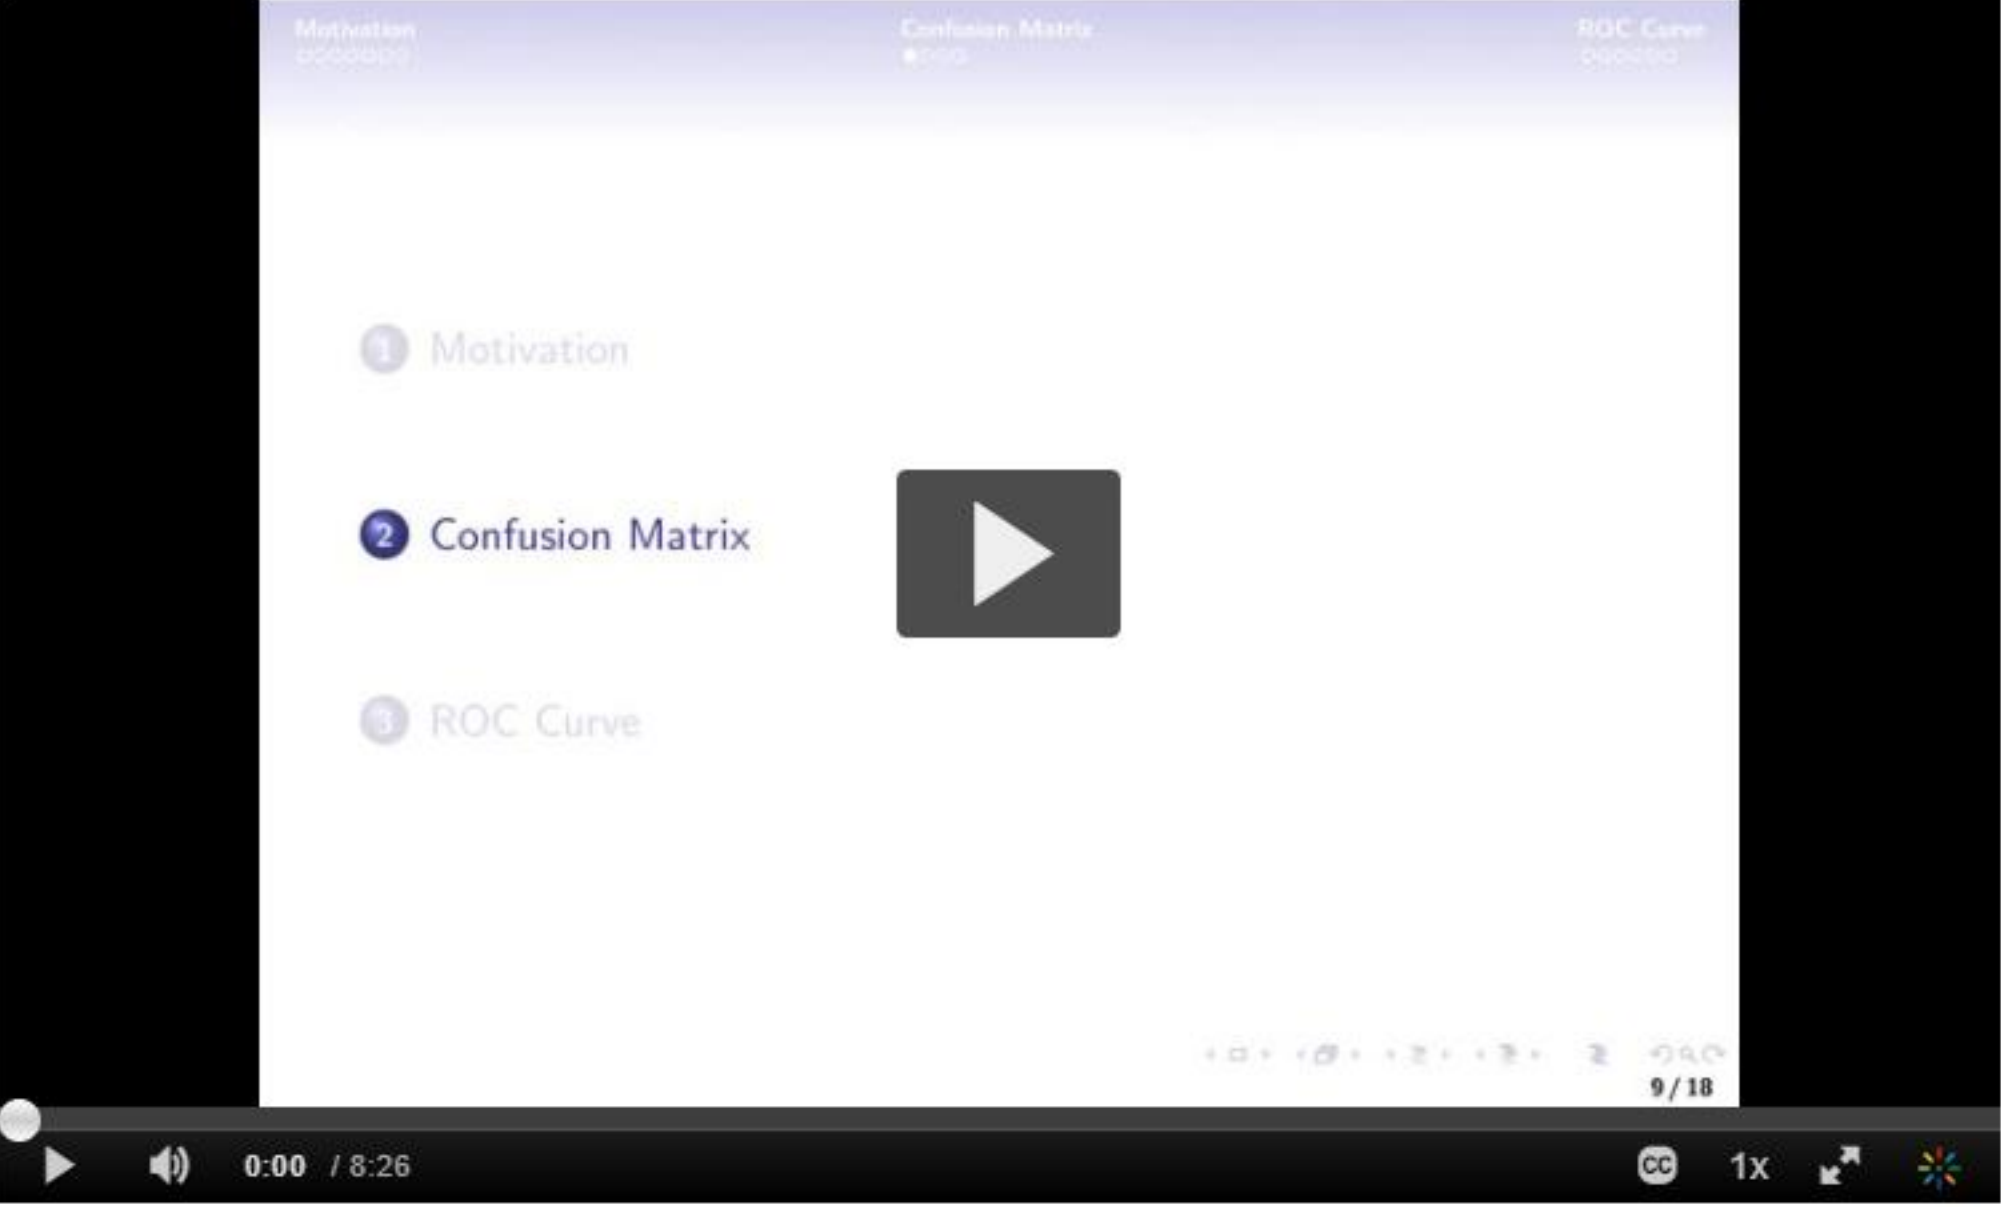 Motivation
Confusion Matrix
ROC Curve
1 Motivation
2 Confusion Matrix
3 ROC Curve
9 / 18
0:00 / 8:26
CC
1x